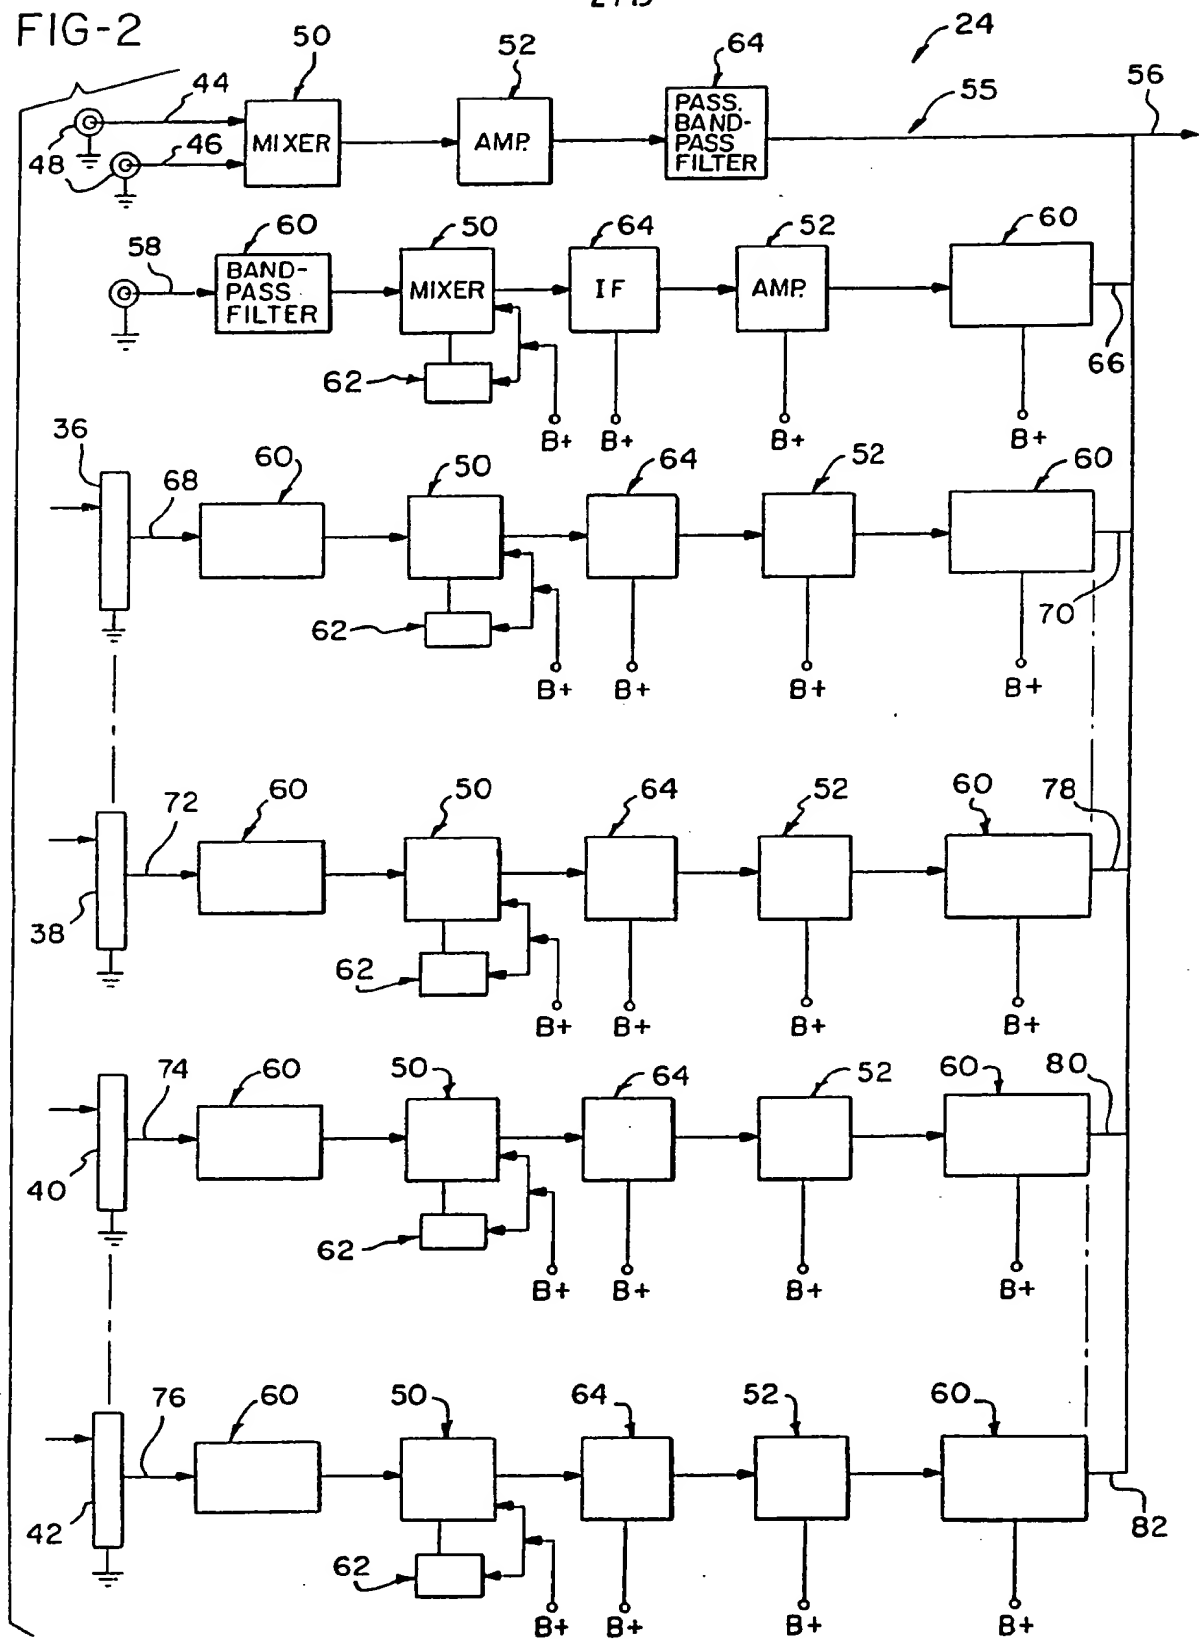 FIG-2
50
52
64
24
44
PASS.
BAND-
PASS
FILTER
55
56
MIXER
AMP.
48
46
58
60
50
64
52
60
BAND-
PASS
FILTER
MIXER
IF
AMP.
66
62
B+
B+
B+
B+
36
68
60
50
64
52
60
62
70
B+
B+
B+
B+
72
60
50
64
52
60
78
38
62
B+
B+
B+
B+
74
60
50
64
52
60
80
40
62
B+
B+
B+
B+
76
60
50
64
52
60
42
82
62
B+
B+
B+
B+